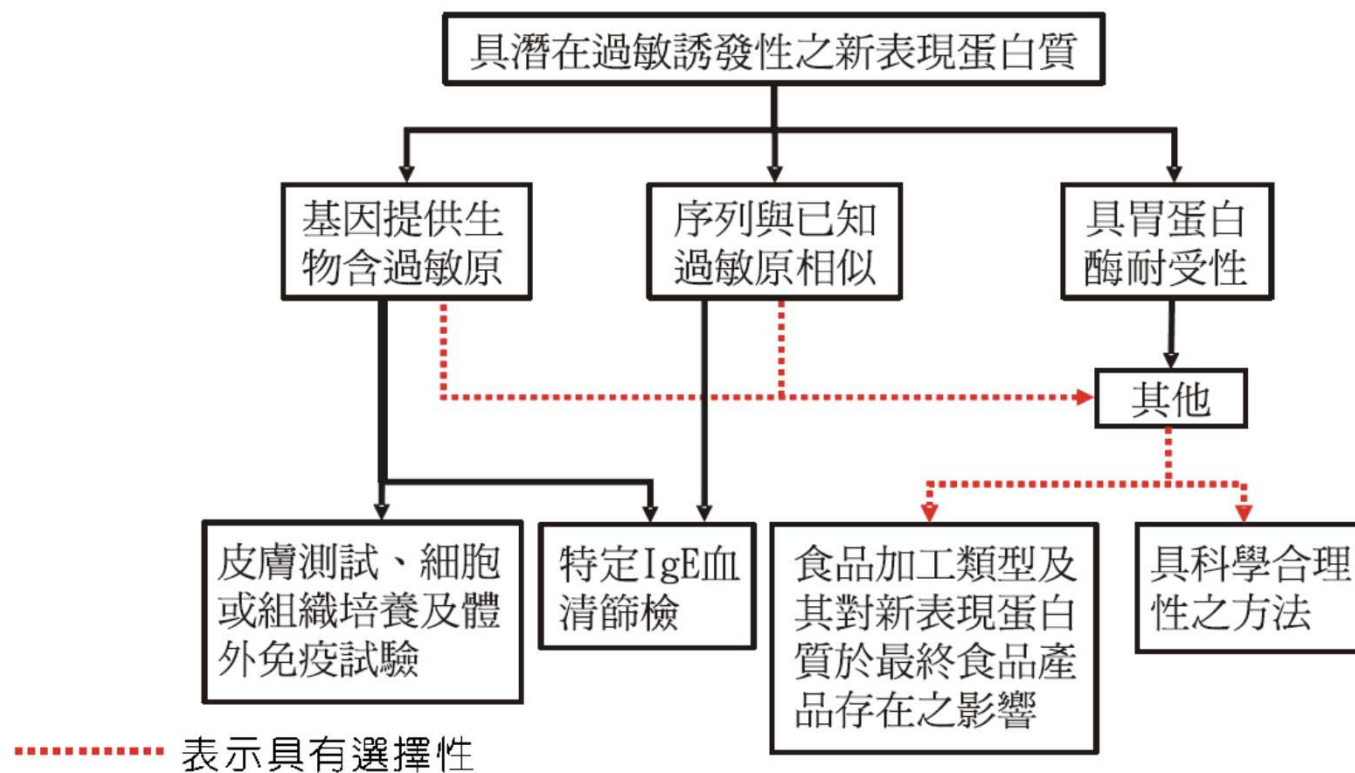 具潛在過敏誘發性之新表現蛋白質
基因提供生
物含過敏原
序列與已知
過敏原相似
具胃蛋白
酶耐受性
其他
皮膚測試、細胞
或組織培養及體
外免疫試驗
特定IgE血
清篩檢
食品加工類型及
其對新表現蛋白
質於最終食品產
品存在之影響
具科學合理
性之方法
表示具有選擇性